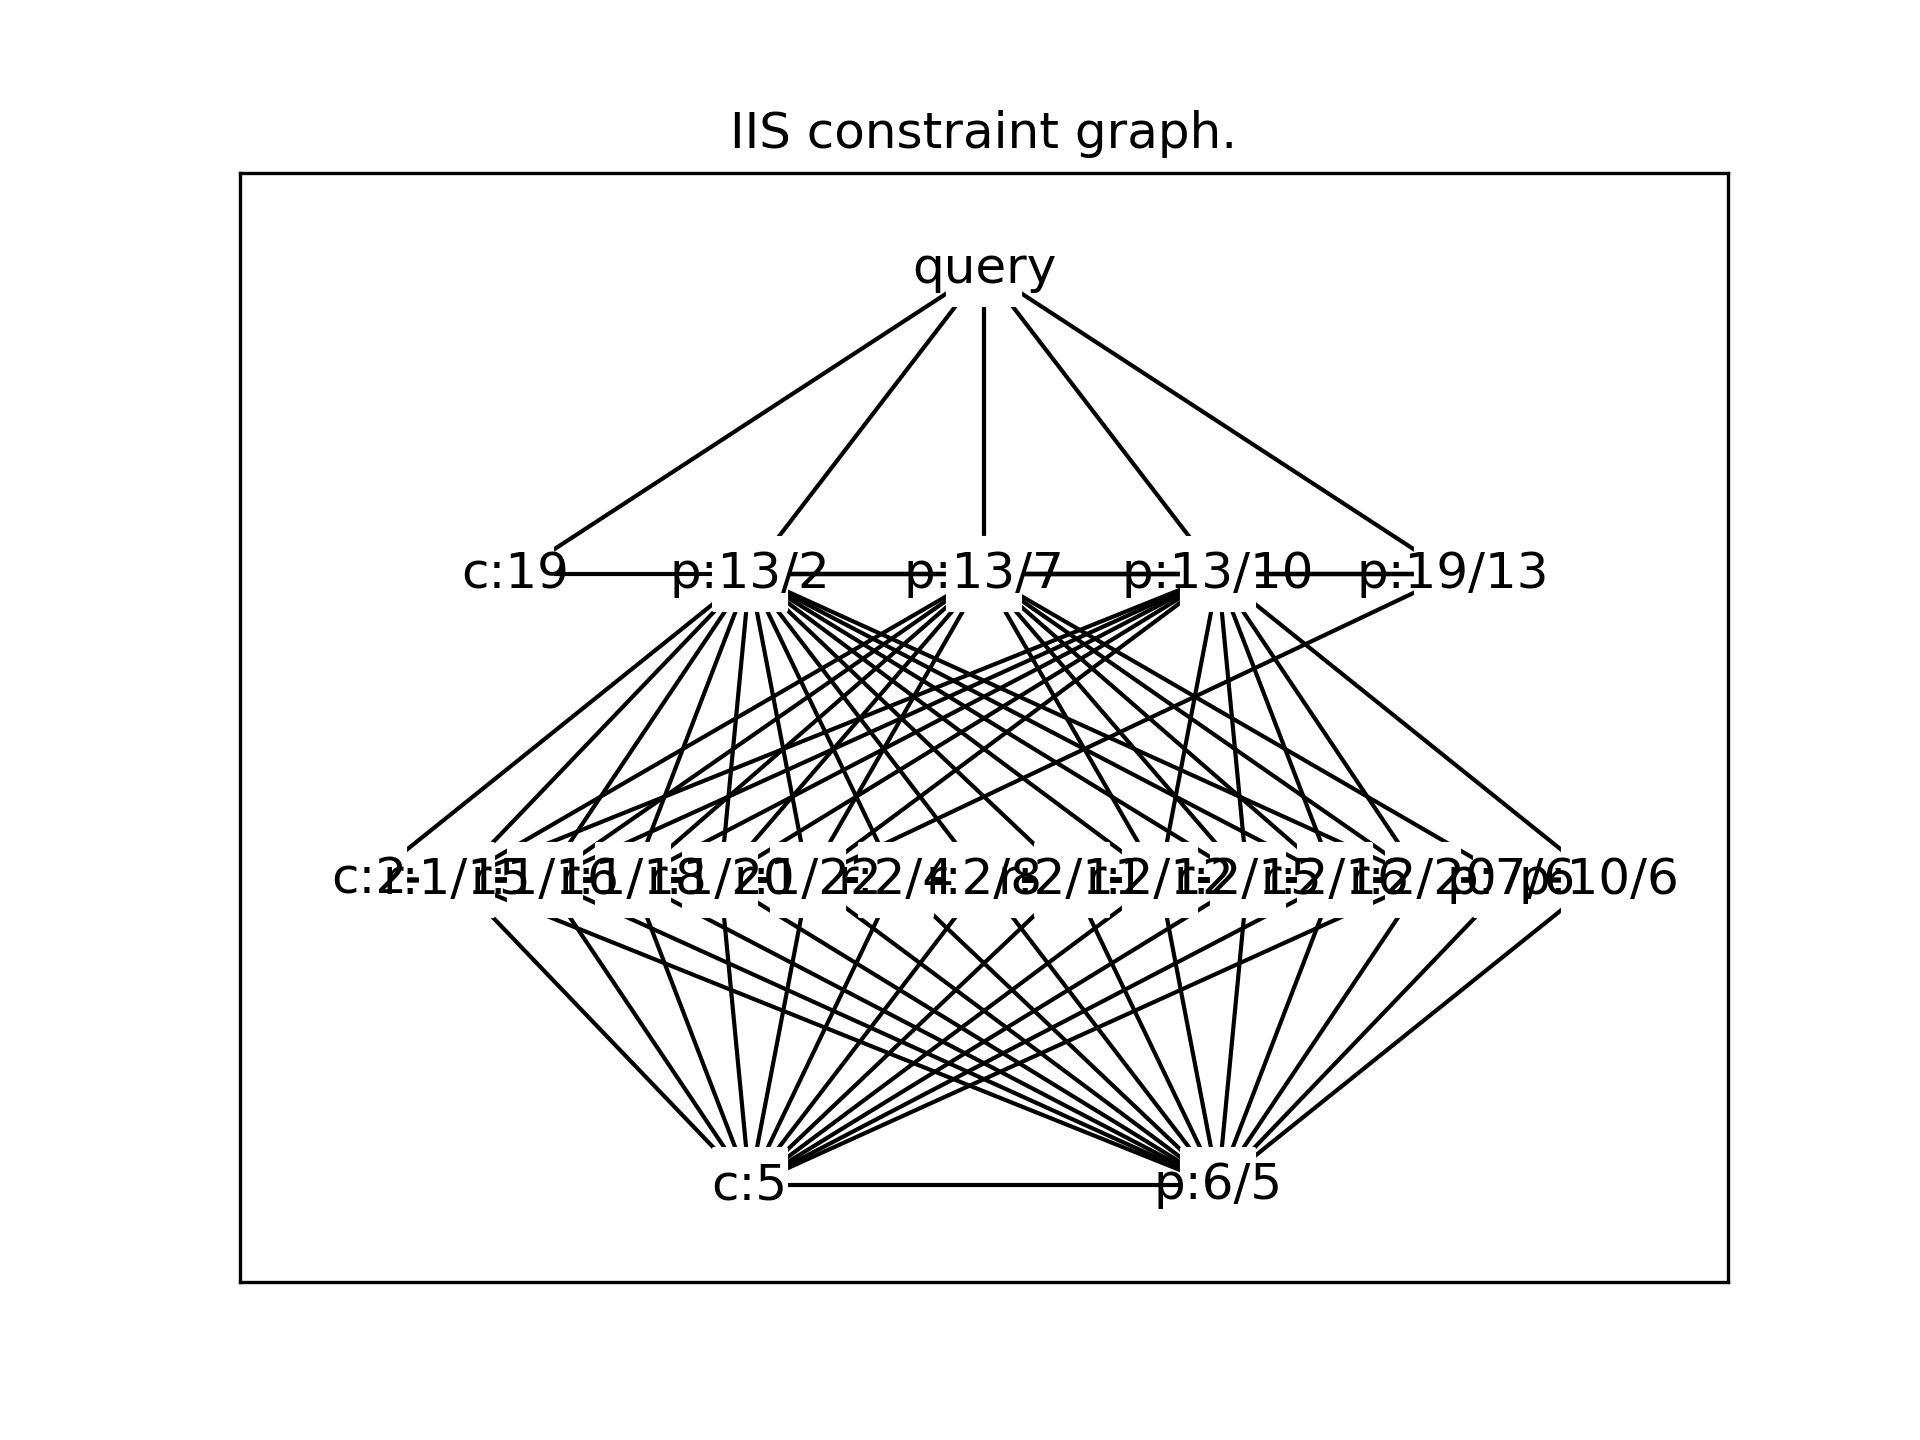 IIS constraint graph.
query
c:19 p:13/2 p:13/7 p:13/10 p:19/13
c:2 r:1/15 r:1/16 r:1/18 r:1/20 r:1/22 r:2/4 r:2/8 r:2/11 r:2/12 r:2/15 r:2/16 r:2/20 p:7/6 p:10/6
c:5 p:6/5